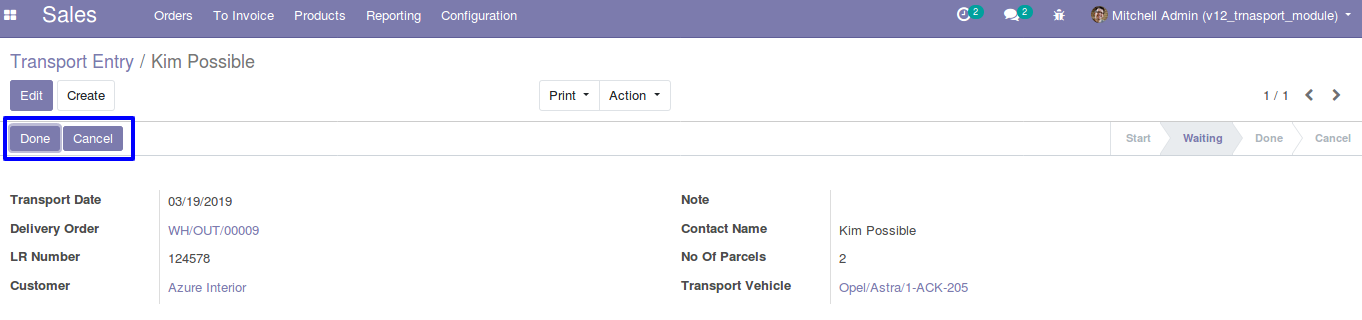 Sales Orders To Invoice Products Reporting Configuration 2 2 Mitchell Admin (v12_trnasport_module)
Transport Entry / Kim Possible
Edit Create Print Action 1 / 1
Done Cancel Start Waiting Done Cancel
Transport Date 03/19/2019 Note
Delivery Order WH/OUT/00009 Contact Name Kim Possible
LR Number 124578 No Of Parcels 2
Customer Azure Interior Transport Vehicle Opel/Astra/1-ACK-205